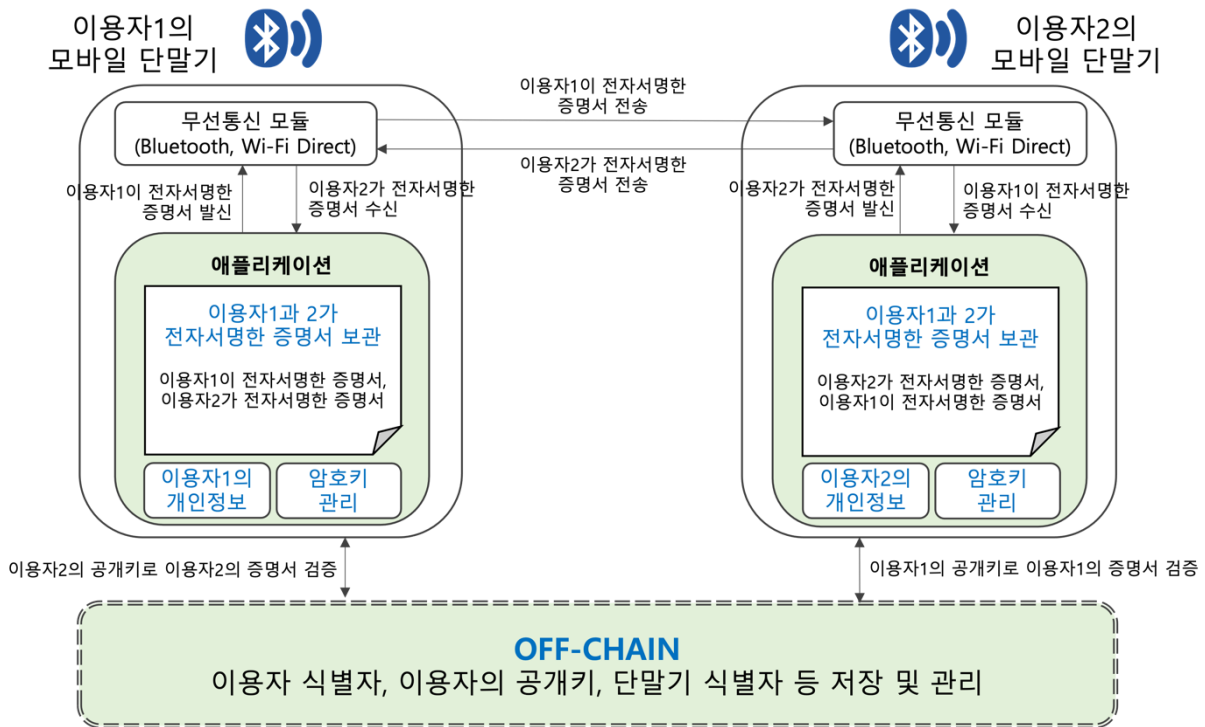 이용자1의
모바일 단말기
이용자2의
모바일 단말기
이용자1이 전자서명한
증명서 전송
무선통신 모듈
(Bluetooth, Wi-Fi Direct)
무선통신 모듈
(Bluetooth, Wi-Fi Direct)
이용자2가 전자서명한
증명서 전송
이용자1이 전자서명한
증명서 발신
이용자2가 전자서명한
증명서 수신
이용자2가 전자서명한
증명서 발신
이용자1이 전자서명한
증명서 수신
애플리케이션
이용자1과 2가
전자서명한 증명서 보관
이용자1이 전자서명한 증명서,
이용자2가 전자서명한 증명서
이용자1의
개인정보
암호키
관리
애플리케이션
이용자1과 2가
전자서명한 증명서 보관
이용자2가 전자서명한 증명서,
이용자1이 전자서명한 증명서
이용자2의
개인정보
암호키
관리
이용자2의 공개키로 이용자2의 증명서 검증
이용자1의 공개키로 이용자1의 증명서 검증
OFF-CHAIN
이용자 식별자, 이용자의 공개키, 단말기 식별자 등 저장 및 관리